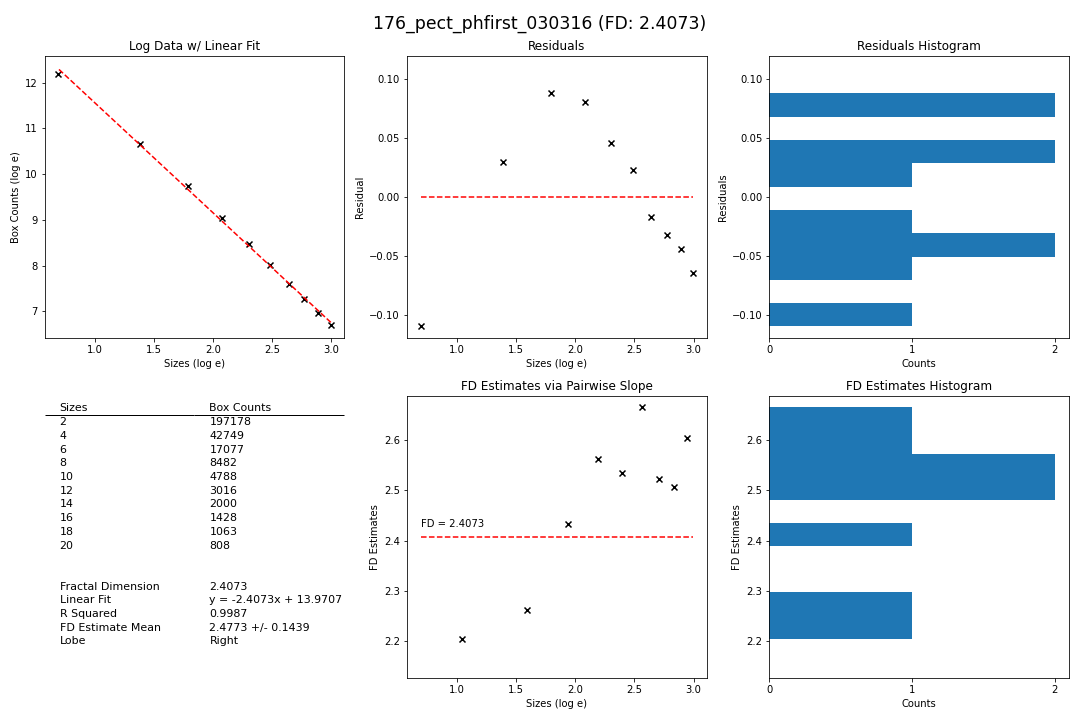 176_pect_phfirst_030316 (FD: 2.4073)
Log Data w/ Linear Fit
Box Counts (log e)
12
11
10
9
8
7
1.0 1.5 2.0 2.5 3.0
Sizes (log e)
Residuals
Residual
0.10
0.05
0.00
−0.05
−0.10
1.0 1.5 2.0 2.5 3.0
Sizes (log e)
Residuals Histogram
Residuals
0.10
0.05
0.00
−0.05
−0.10
0 1 2
Counts
Sizes Box Counts
2 197178
4 42749
6 17077
8 8482
10 4788
12 3016
14 2000
16 1428
18 1063
20 808
Fractal Dimension 2.4073
Linear Fit y = -2.4073x + 13.9707
R Squared 0.9987
FD Estimate Mean 2.4773 +/- 0.1439
Lobe Right
FD Estimates via Pairwise Slope
FD Estimates
2.6
2.5
2.4
2.3
2.2
FD = 2.4073
1.0 1.5 2.0 2.5 3.0
Sizes (log e)
FD Estimates Histogram
FD Estimates
2.6
2.5
2.4
2.3
2.2
0 1 2
Counts